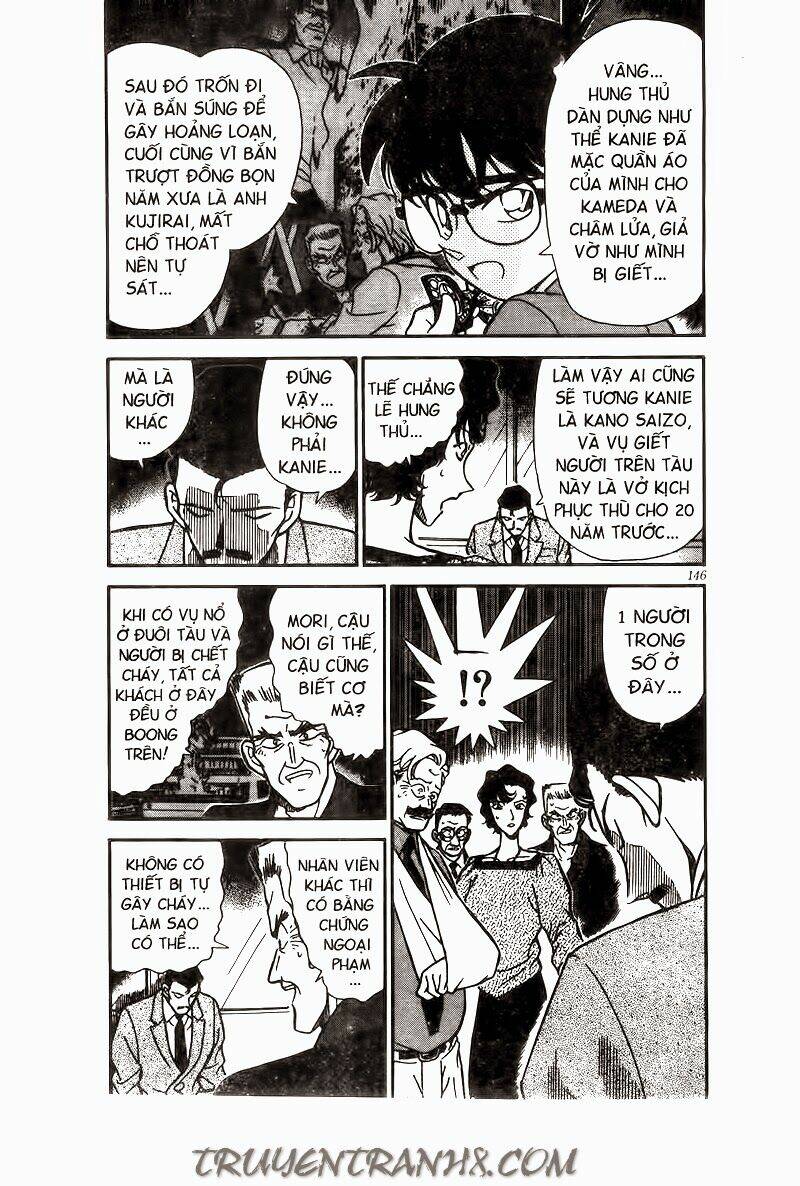 VÂNG...
HUNG THỦ
DÀN DỰNG NHƯ
THỂ KANIE ĐÃ
MẶC QUẦN ÁO
CỦA MÌNH CHO
KAMEDA VÀ
CHÂM LỬA, GIẢ
VỜ NHƯ MÌNH
BỊ GIẾT...
SAU ĐÓ TRỐN ĐI
VÀ BẮN SÚNG ĐỂ
GÂY HOẢNG LOẠN,
CUỐI CÙNG VÌ BẮN
TRƯỢT ĐỒNG BỌN
NĂM XƯA LÀ ANH
KUJIRAI, MẤT
CHỖ THOÁT
NÊN TỰ
SÁT...
LÀM VẬY AI CŨNG
SẼ TƯƠNG KANIE
LÀ KANO SAIZO,
VÀ VỤ GIẾT
NGƯỜI TRÊN TÀU
NÀY LÀ VỞ KỊCH
PHỤC THÙ CHO 20
NĂM TRƯỚC...
THẾ CHẲNG
LẼ HUNG
THỦ...
ĐÚNG
VẬY...
KHÔNG
PHẢI
KANIE...
MÀ LÀ
NGƯỜI
KHÁC
...
146
1 NGƯỜI
TRONG
SỐ Ở
ĐÂY...
!?
MORI, CẬU
NÓI GÌ THẾ,
CẬU CŨNG
BIẾT CƠ
MÀ?
KHI CÓ VỤ NỔ
Ở ĐUÔI TÀU VÀ
NGƯỜI BỊ CHẾT
CHÁY, TẤT CẢ
KHÁCH Ở ĐÂY
ĐỀU Ở
BOONG
TRÊN!
NHÂN VIÊN
KHÁC THÌ
CÓ BẰNG
CHỨNG
NGOẠI
PHẠM
...
KHÔNG CÓ
THIẾT BỊ TỰ
GÂY CHÁY...
LÀM SAO
CÓ THỂ...
TRUYENTRANH8.COM